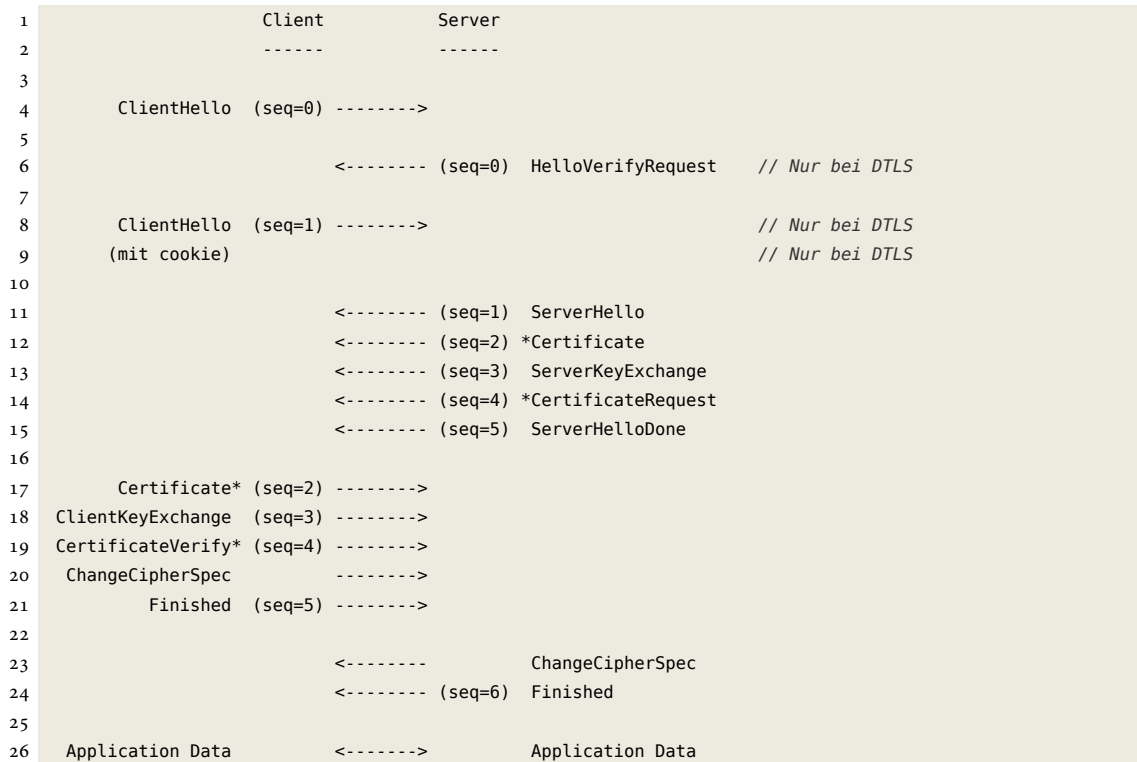 1 Client Server
2 ------ ------
3
4 ClientHello (seq=0) -------->
5
6 <-------- (seq=0) HelloVerifyRequest // Nur bei DTLS
7
8 ClientHello (seq=1) --------> // Nur bei DTLS
9 (mit cookie) // Nur bei DTLS
10
11 <-------- (seq=1) ServerHello
12 <-------- (seq=2) *Certificate
13 <-------- (seq=3) ServerKeyExchange
14 <-------- (seq=4) *CertificateRequest
15 <-------- (seq=5) ServerHelloDone
16
17 Certificate* (seq=2) -------->
18 ClientKeyExchange (seq=3) -------->
19 CertificateVerify* (seq=4) -------->
20 ChangeCipherSpec -------->
21 Finished (seq=5) -------->
22
23 <-------- ChangeCipherSpec
24 <-------- (seq=6) Finished
25
26 Application Data <-------> Application Data